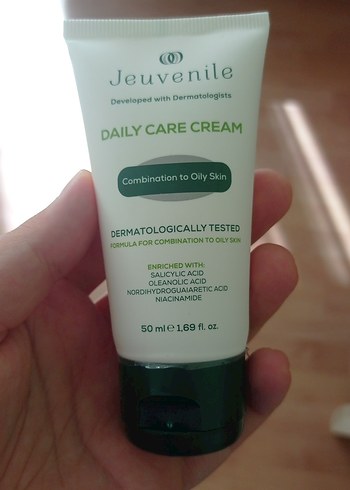 Jeuvenile
Developed with Dermatologists
DAILY CARE CREAM
Combination to Oily Skin
DERMATOLOGICALLY TESTED
FORMULA FOR COMBINATION TO OILY SKIN
ENRICHED WITH:
SALICYLIC ACID
OLEANOLIC ACID
NORDIHYDROGUAIARETIC ACID
NIACINAMIDE
50 ml ℮ 1,69 fl. oz.